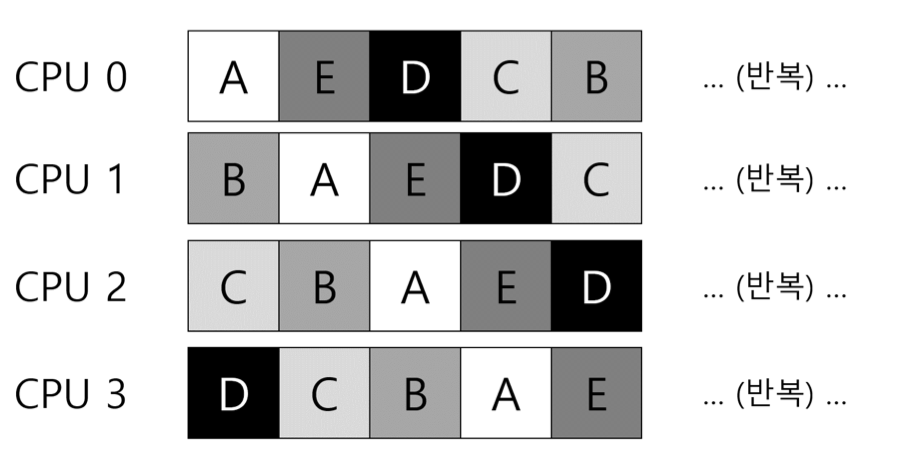 CPU 0 A E D C B ... (반복) ...
CPU 1 B A E D C ... (반복) ...
CPU 2 C B A E D ... (반복) ...
CPU 3 D C B A E ... (반복) ...